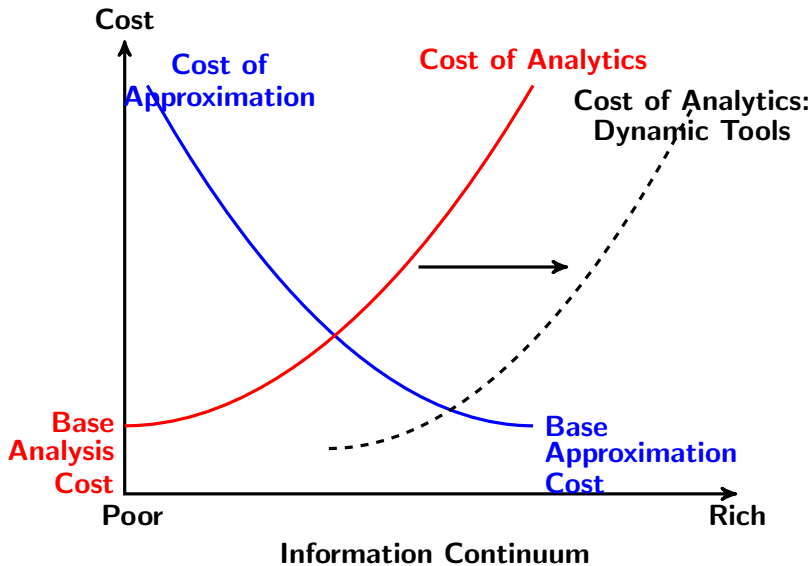 Cost
Cost of
Approximation
Cost of Analytics
Cost of Analytics:
Dynamic Tools
Base
Analysis
Cost
Base
Approximation
Cost
Poor
Rich
Information Continuum